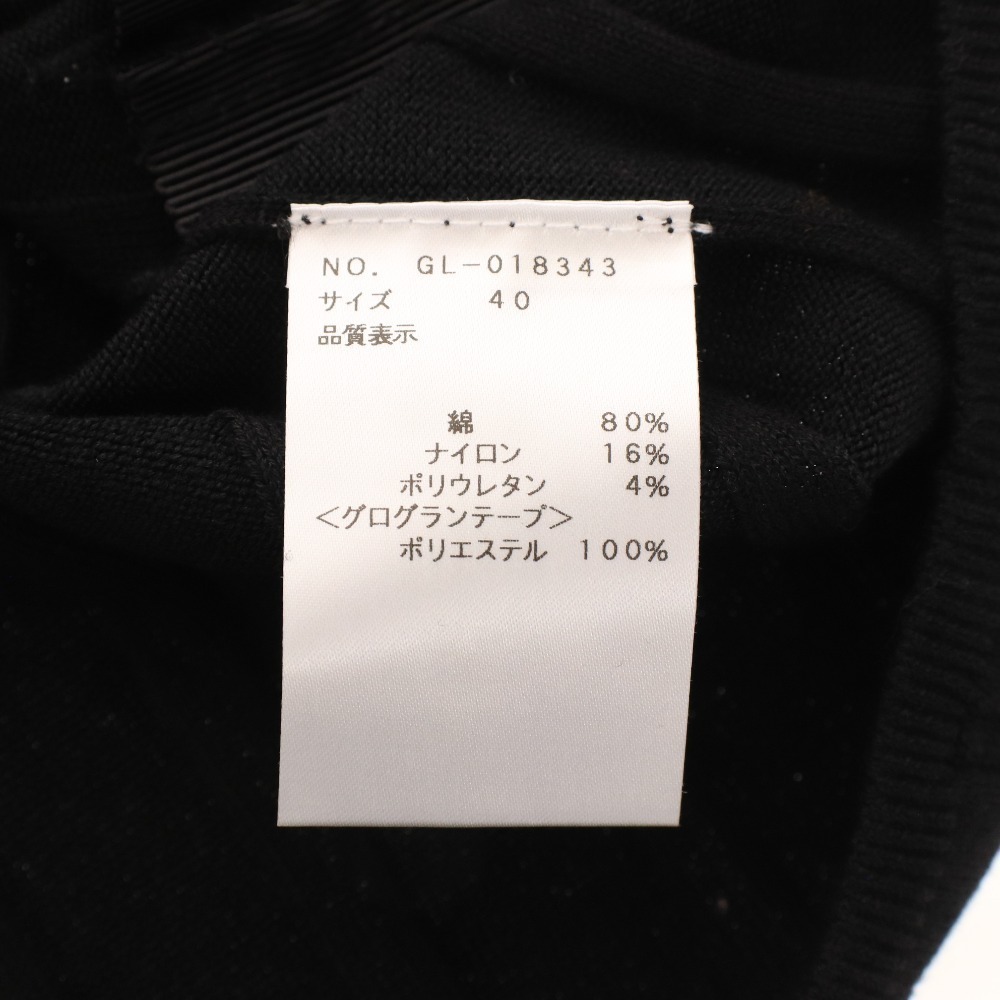 NO. GL-018343
サイズ 40
品質表示
綿 80%
ナイロン 16%
ポリウレタン 4%
<グログランテープ>
ポリエステル 100%